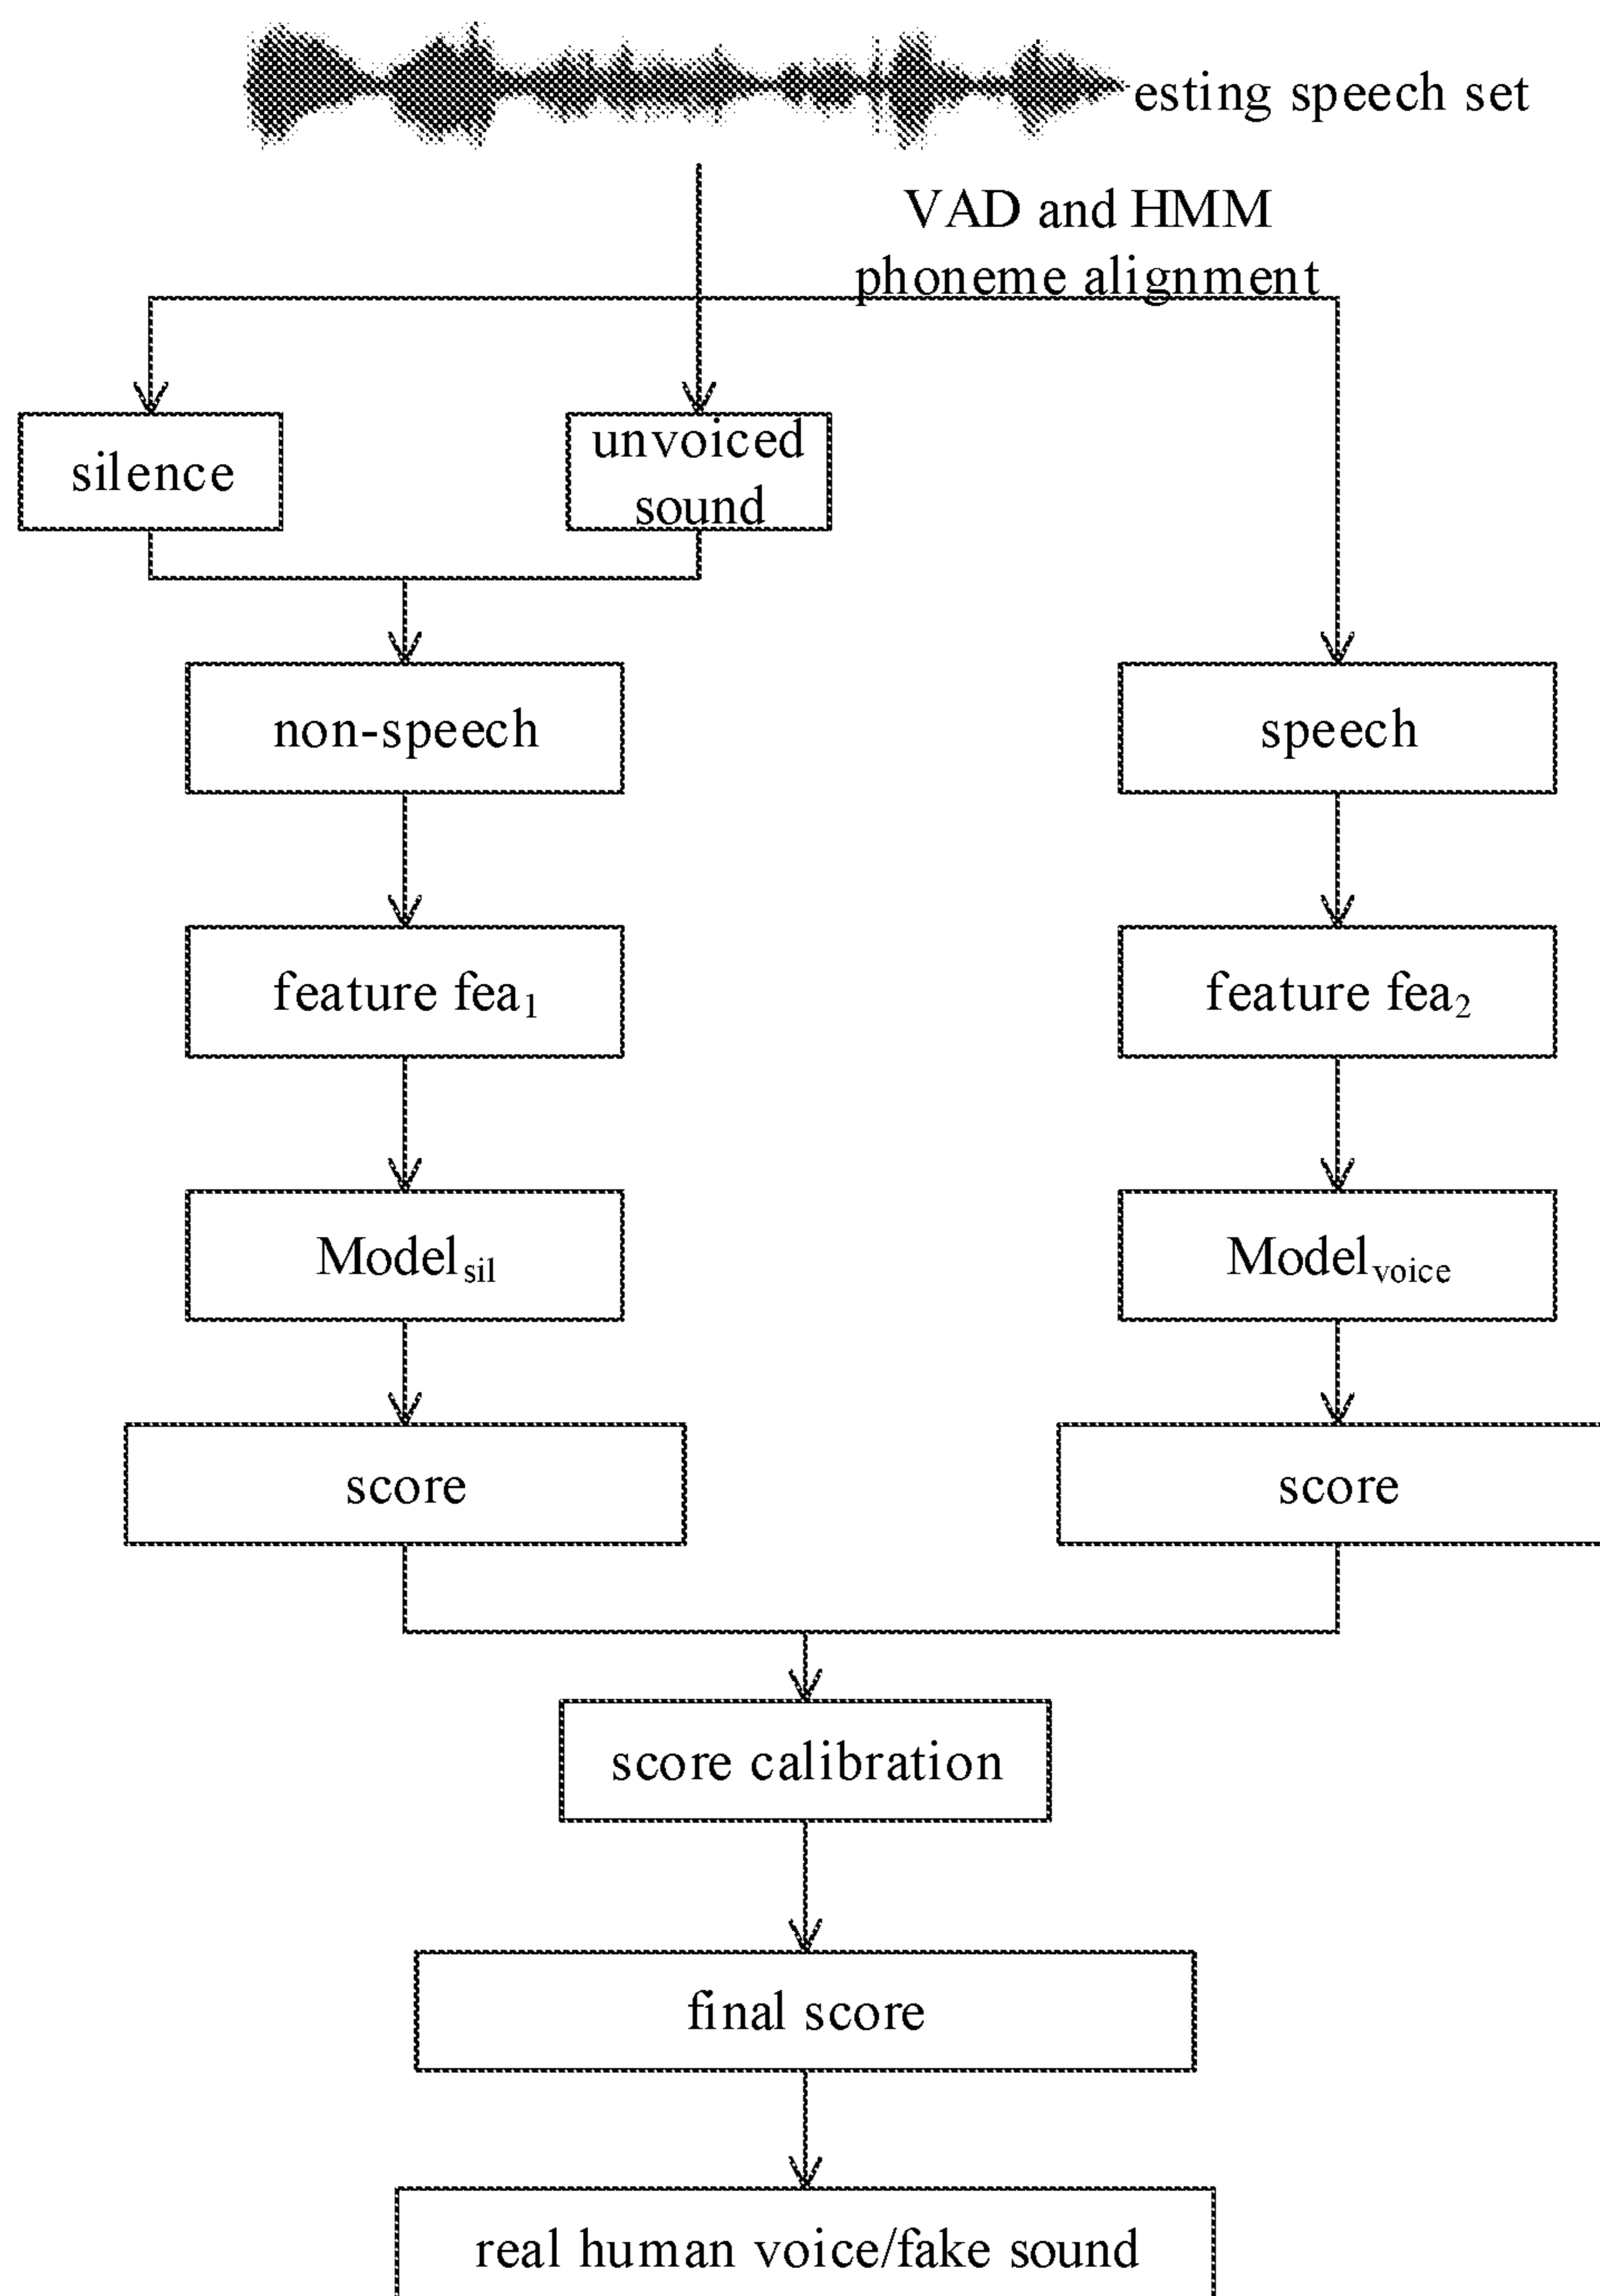 esting speech set
VAD and HMM
phoneme alignment
silence
unvoiced
sound
non-speech
speech
feature fea₁
feature fea₂
Modelsil
Modelvoice
score
score
score calibration
final score
real human voice/fake sound